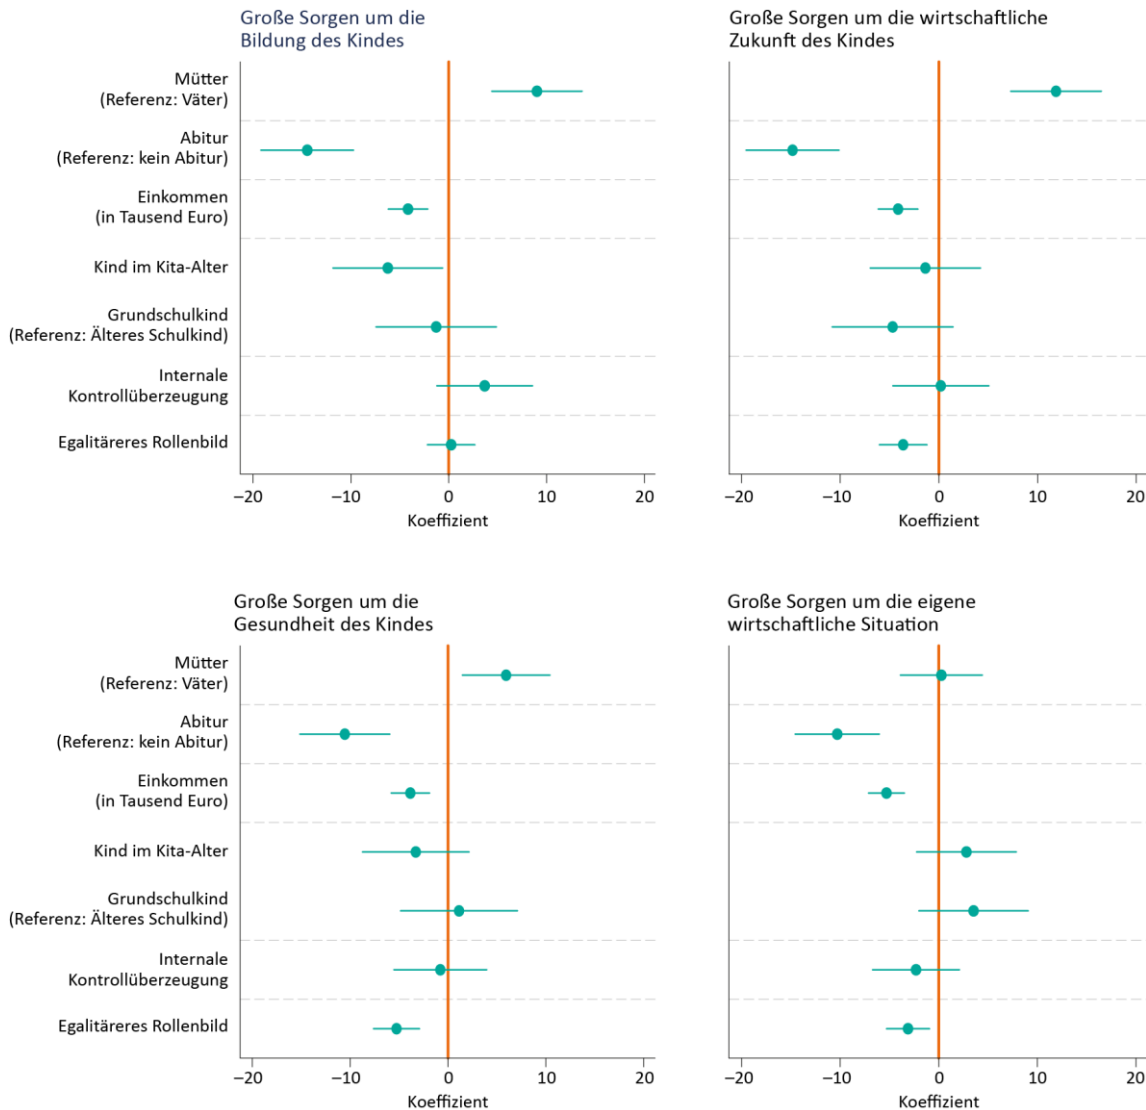 Große Sorgen um die
Bildung des Kindes
Mütter
(Referenz: Väter)
Abitur
(Referenz: kein Abitur)
Einkommen
(in Tausend Euro)
Kind im Kita-Alter
Grundschulkind
(Referenz: Älteres Schulkind)
Internale
Kontrollüberzeugung
Egalitäreres Rollenbild
–20 –10 0 10 20
Koeffizient
Große Sorgen um die wirtschaftliche
Zukunft des Kindes
–20 –10 0 10 20
Koeffizient
Große Sorgen um die
Gesundheit des Kindes
Mütter
(Referenz: Väter)
Abitur
(Referenz: kein Abitur)
Einkommen
(in Tausend Euro)
Kind im Kita-Alter
Grundschulkind
(Referenz: Älteres Schulkind)
Internale
Kontrollüberzeugung
Egalitäreres Rollenbild
–20 –10 0 10 20
Koeffizient
Große Sorgen um die eigene
wirtschaftliche Situation
–20 –10 0 10 20
Koeffizient